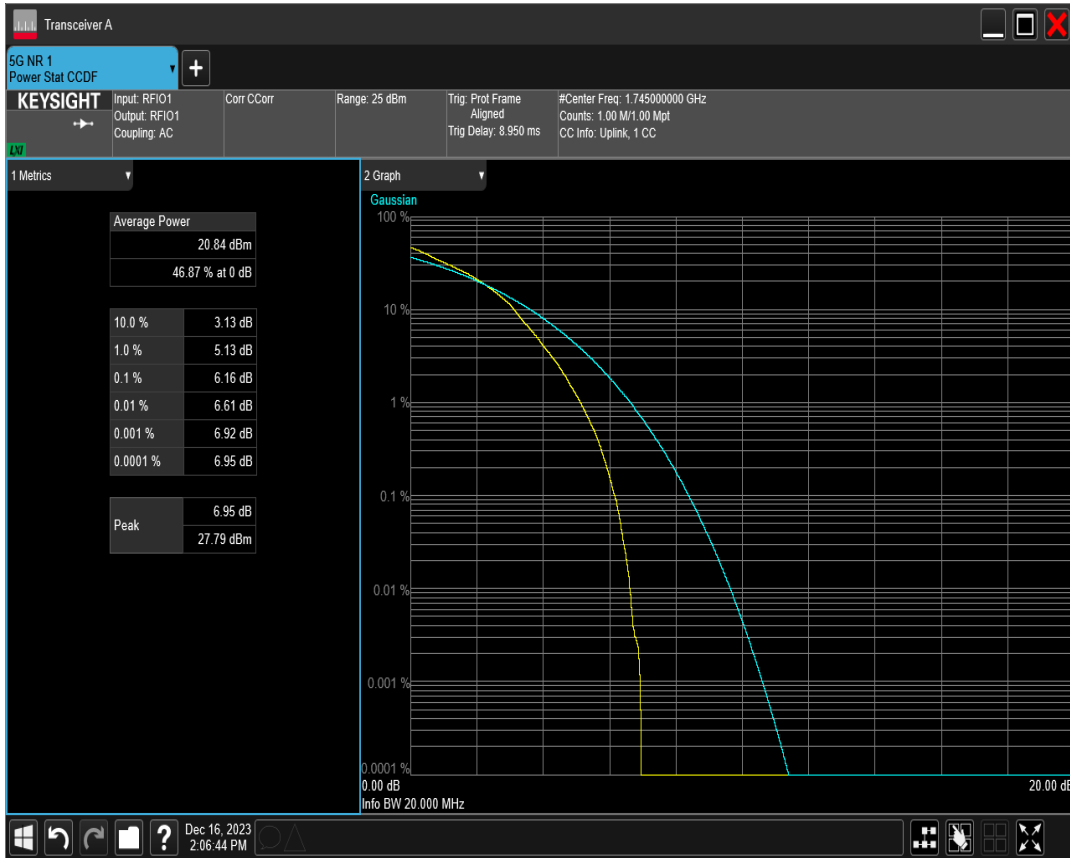 Transceiver A
5G NR 1
Power Stat CCDF
KEYSIGHT
LXI
Input: RFIO1
Output: RFIO1
Coupling: AC
Corr CCorr
Range: 25 dBm
Trig: Prot Frame
Aligned
Trig Delay: 8.950 ms
#Center Freq: 1.745000000 GHz
Counts: 1.00 M/1.00 Mpt
CC Info: Uplink, 1 CC
1 Metrics
Average Power
20.84 dBm
46.87 % at 0 dB
10.0 % 3.13 dB
1.0 % 5.13 dB
0.1 % 6.16 dB
0.01 % 6.61 dB
0.001 % 6.92 dB
0.0001 % 6.95 dB
Peak 6.95 dB
27.79 dBm
2 Graph
Gaussian
100 %
10 %
1 %
0.1 %
0.01 %
0.001 %
0.0001 %
0.00 dB 20.00 dB
Info BW 20.000 MHz
? Dec 16, 2023
2:06:44 PM